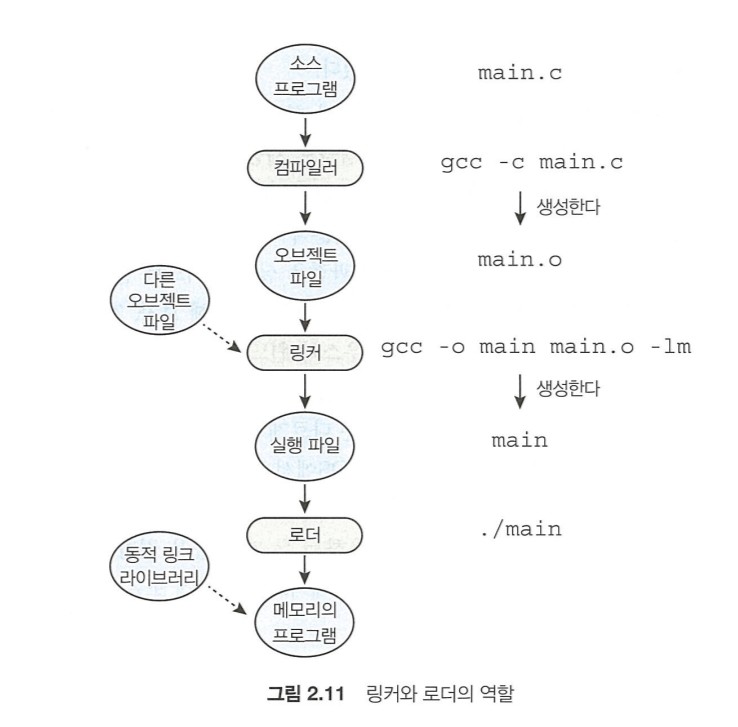 소스
프로그램
main.c
컴파일러
gcc -c main.c
생성한다
오브젝트
파일
main.o
다른
오브젝트
파일
링커
gcc -o main main.o -lm
생성한다
실행 파일
main
로더
./main
동적 링크
라이브러리
메모리의
프로그램
그림 2.11 링커와 로더의 역할